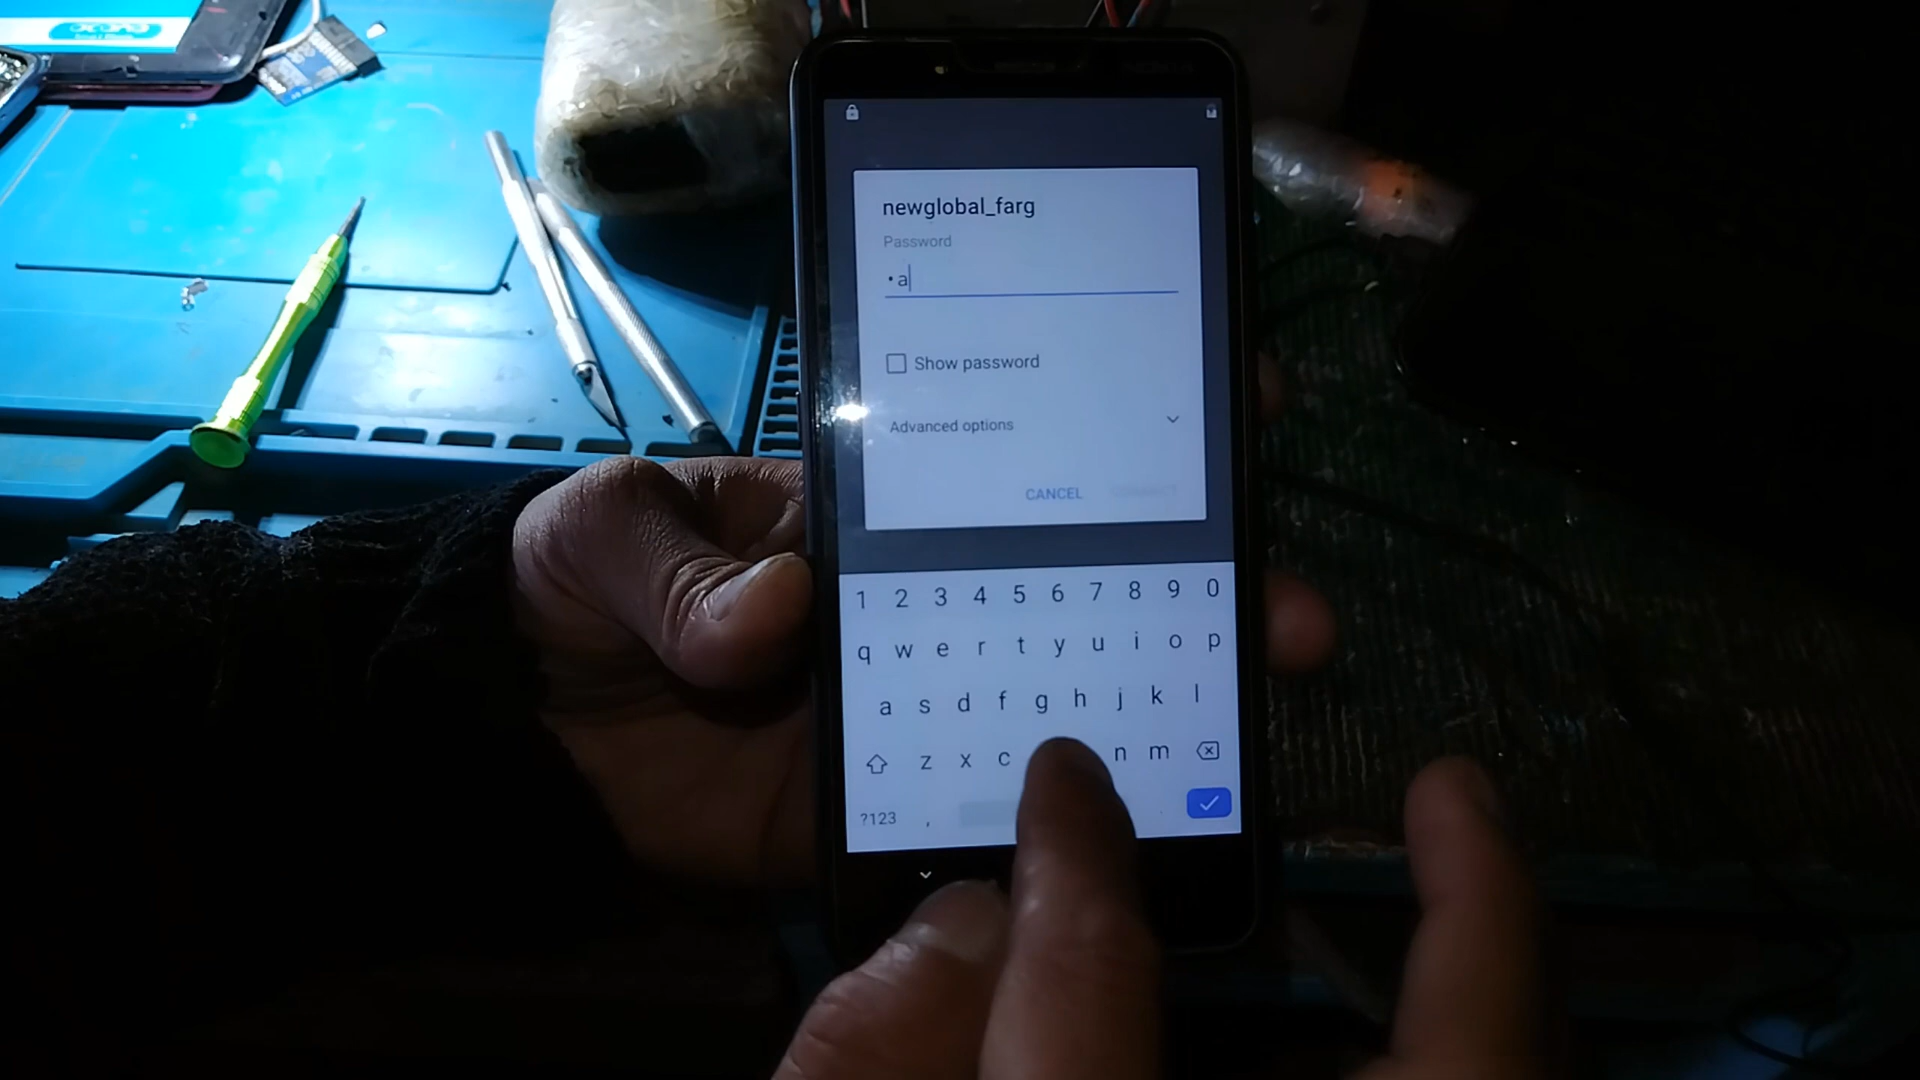 newglobal_farg
Password
•a
Show password
Advanced options
CANCEL
1 2 3 4 5 6 7 8 9 0
q w e r t y u i o p
a s d f g h j k l
z x c n m
?123 , .